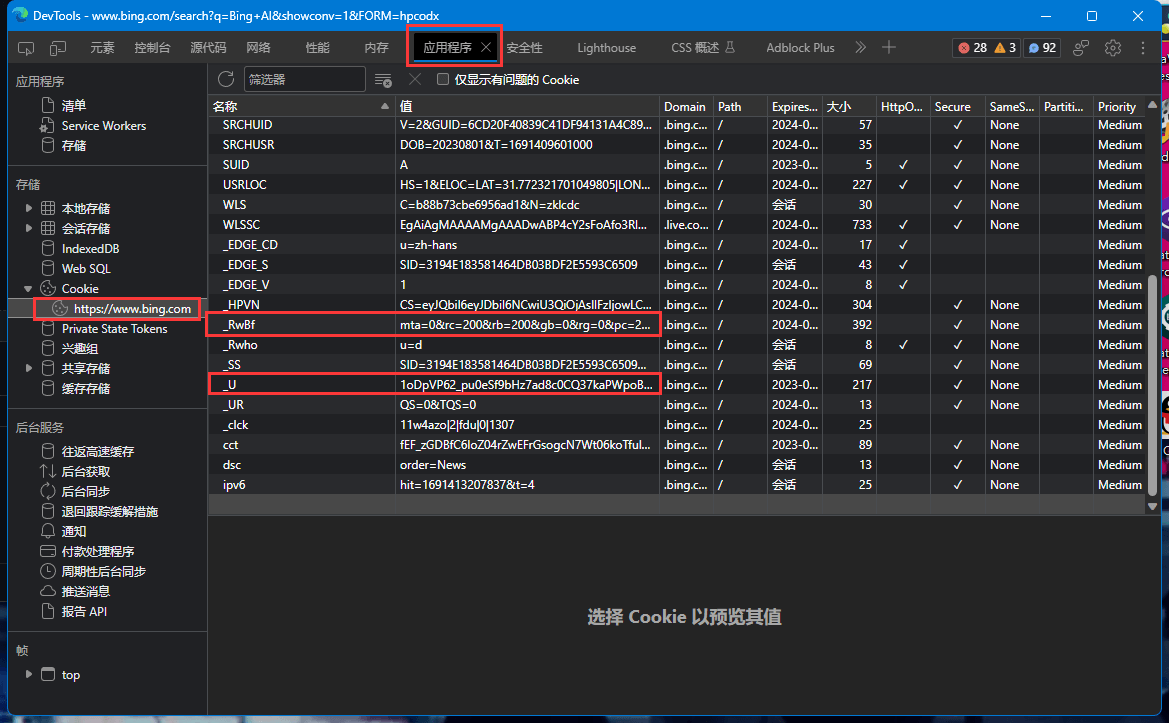 DevTools - www.bing.com/search?q=Bing+AI&showconv=1&FORM=hpcodx
元素 控制台 源代码 网络 性能 内存 应用程序 安全性 Lighthouse CSS 概述 Adblock Plus 28 3 92
应用程序
清单
Service Workers
存储
存储
本地存储
会话存储
IndexedDB
Web SQL
Cookie
https://www.bing.com
Private State Tokens
兴趣组
共享存储
缓存存储
后台服务
往返高速缓存
后台获取
后台同步
退回跟踪缓解措施
通知
付款处理程序
周期性后台同步
推送消息
报告 API
帧
top
筛选器 仅显示有问题的 Cookie
名称 值 Domain Path Expires... 大小 HttpO... Secure SameS... Partiti... Priority
SRCHUID V=2&GUID=6CD20F40839C41DF94131A4C89... .bing.c... / 2024-0... 57 ✓ None Medium
SRCHUSR DOB=20230801&T=1691409601000 .bing.c... / 2024-0... 35 ✓ None Medium
SUID A .bing.c... / 2023-0... 5 ✓ ✓ None Medium
USRLOC HS=1&ELOC=LAT=31.772321701049805|LON... .bing.c... / 2024-0... 227 ✓ ✓ None Medium
WLS C=b88b73cbe6956ad1&N=zklcdc .bing.c... / 会话 30 ✓ None Medium
WLSSC .live.co... / 2024-0... 733 ✓ ✓ None Medium
_EDGE_CD u=zh-hans .bing.c... / 2024-0... 17 ✓ Medium
_EDGE_S SID=3194E183581464DB03BDF2E5593C6509 .bing.c... / 会话 43 ✓ Medium
_EDGE_V 1 .bing.c... / 2024-0... 8 ✓ Medium
_HPVN .bing.c... / 2024-0... 304 ✓ None Medium
_RwBf mta=0&rc=200&rb=200&gb=0&rg=0&pc=2... .bing.c... / 2024-0... 392 ✓ None Medium
_Rwho u=d .bing.c... / 会话 8 ✓ ✓ None Medium
_SS SID=3194E183581464DB03BDF2E5593C6509... .bing.c... / 会话 69 ✓ None Medium
_U .bing.c... / 2023-0... 217 ✓ None Medium
_UR QS=0&TQS=0 .bing.c... / 2024-0... 13 ✓ None Medium
_clck 11w4azo|2|fdu|0|1307 .bing.c... / 2024-0... 25 Medium
cct .bing.c... / 2023-0... 89 ✓ None Medium
dsc order=News .bing.c... / 会话 13 ✓ None Medium
ipv6 hit=1691413207837&t=4 .bing.c... / 会话 25 ✓ None Medium
选择 Cookie 以预览其值